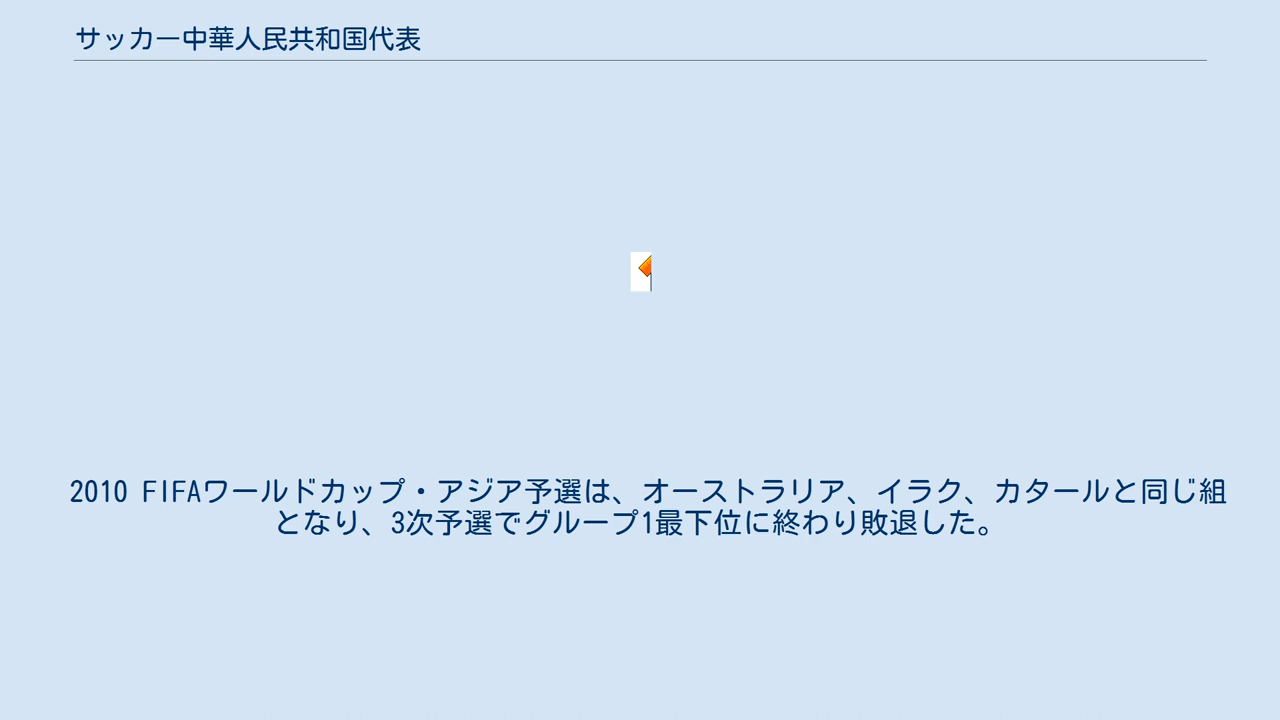 サッカー中華人民共和国代表
2010 FIFAワールドカップ・アジア予選は、オーストラリア、イラク、カタールと同じ組
となり、3次予選でグループ1最下位に終わり敗退した。